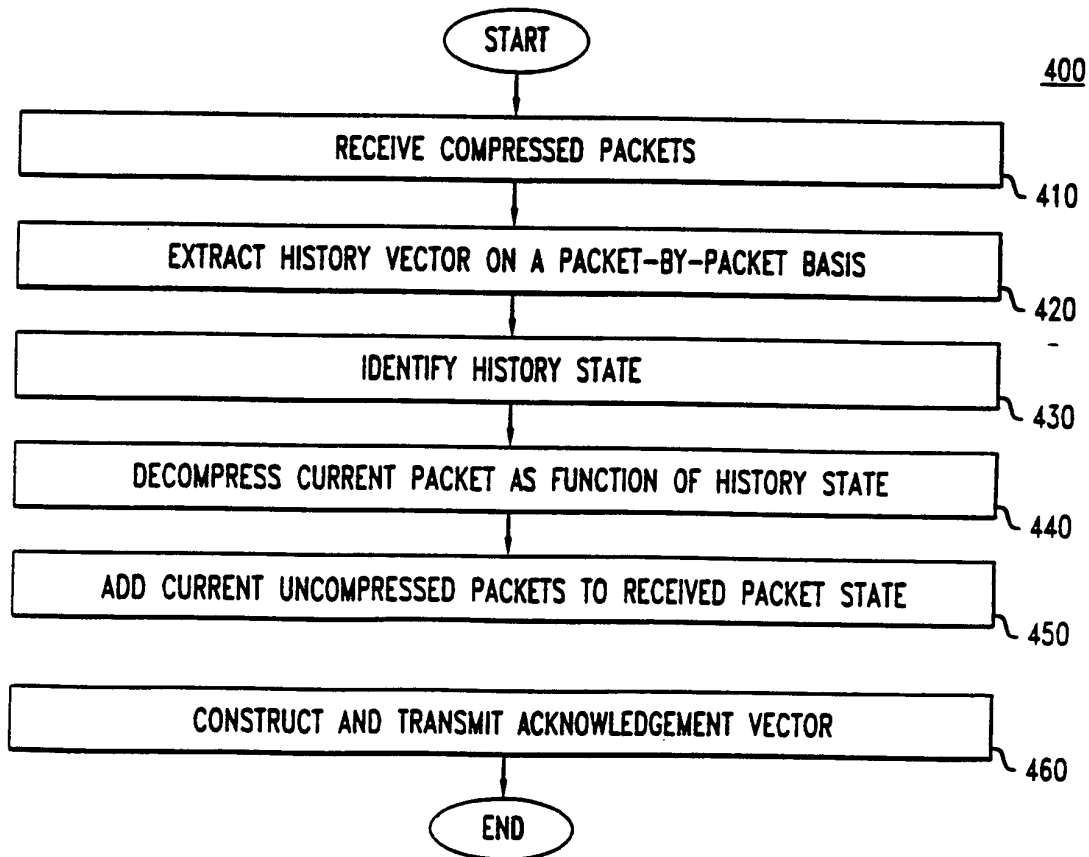 START
400
RECEIVE COMPRESSED PACKETS
410
EXTRACT HISTORY VECTOR ON A PACKET-BY-PACKET BASIS
420
IDENTIFY HISTORY STATE
430
DECOMPRESS CURRENT PACKET AS FUNCTION OF HISTORY STATE
440
ADD CURRENT UNCOMPRESSED PACKETS TO RECEIVED PACKET STATE
450
CONSTRUCT AND TRANSMIT ACKNOWLEDGEMENT VECTOR
460
END